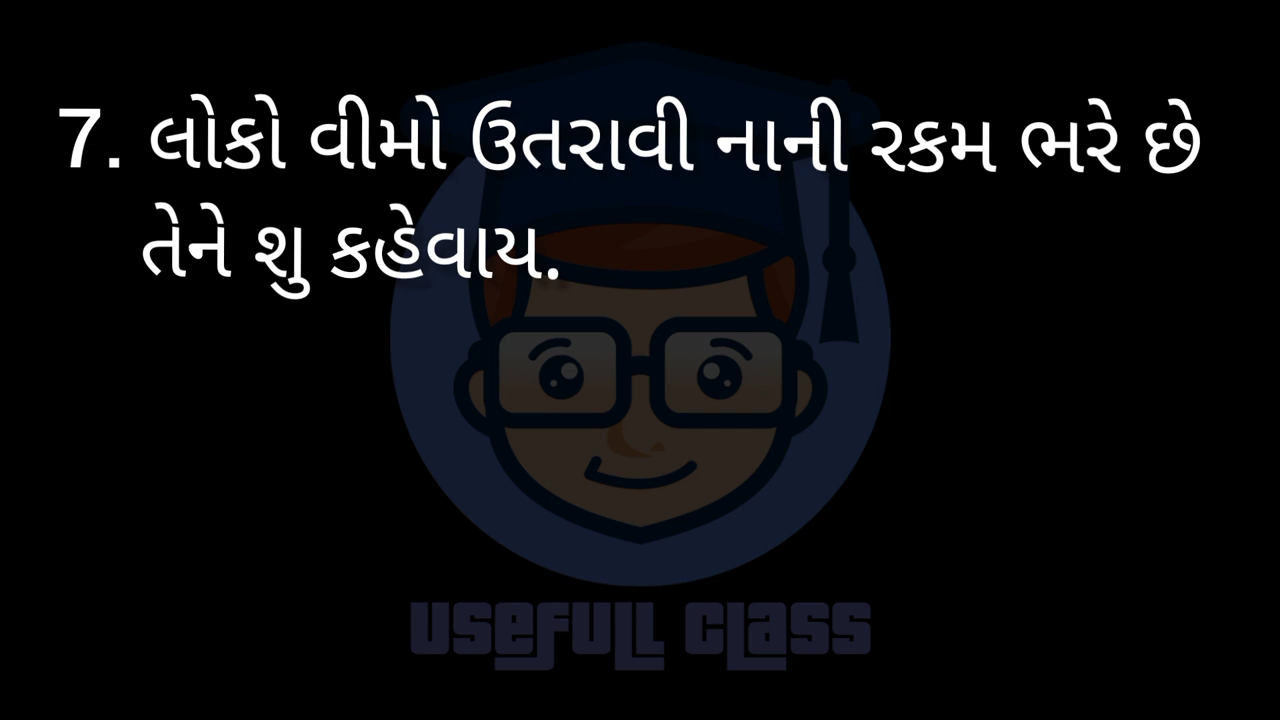 7. લોકો વીમો ઉતરાવી નાની રકમ ભરે છે
તેને શુ કહેવાય.
USEFULL CLASS